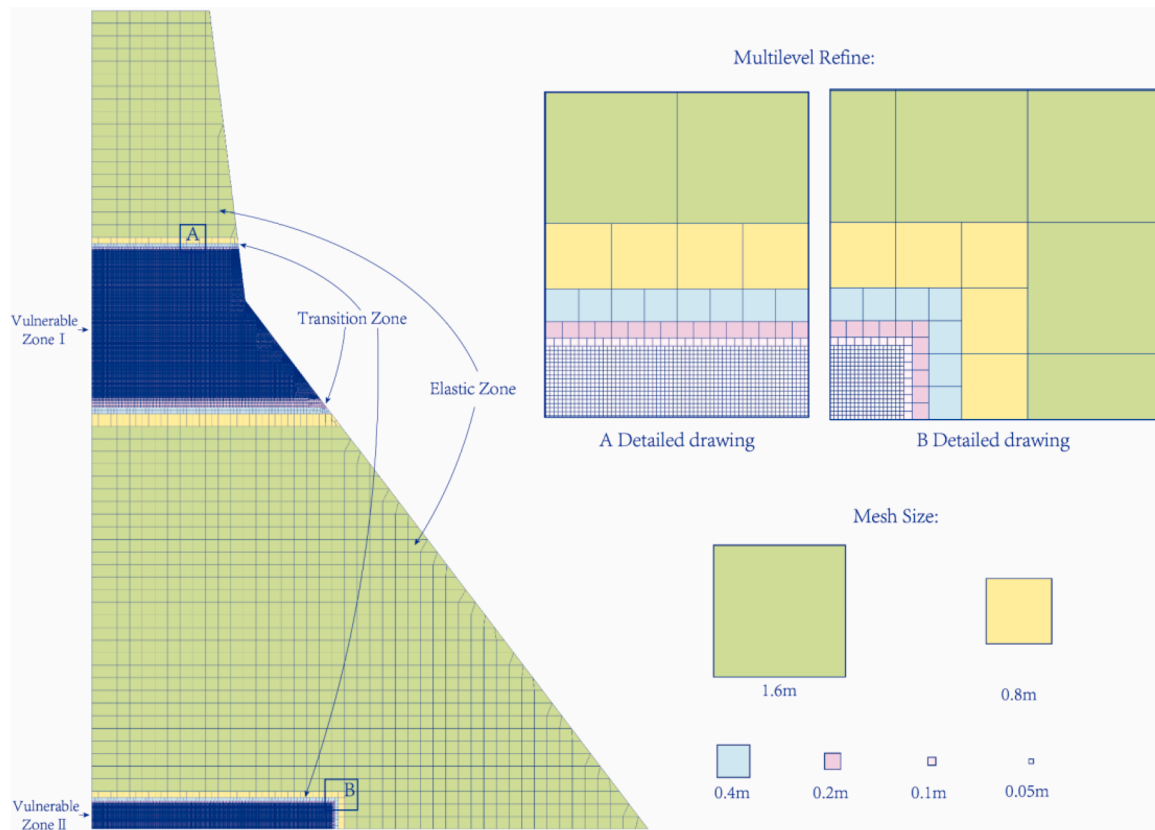 Multilevel Refine:
A
Vulnerable
Zone I
Transition Zone
Elastic Zone
A Detailed drawing
B Detailed drawing
Mesh Size:
1.6m
0.8m
B
0.4m
0.2m
0.1m
0.05m
Vulnerable
Zone II